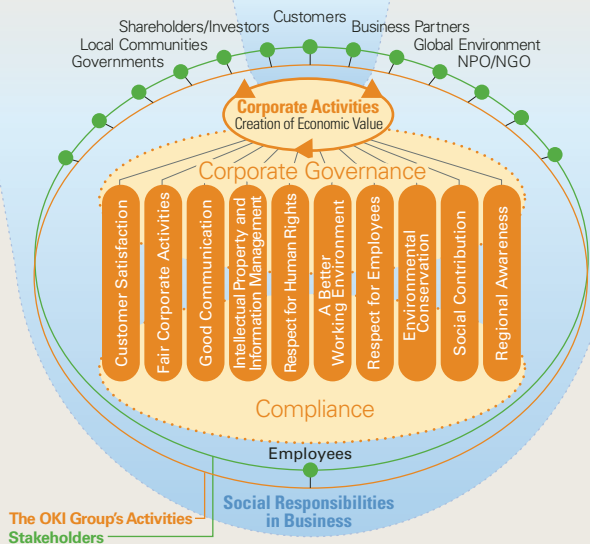 Customers
Shareholders/Investors
Business Partners
Local Communities
Global Environment
Governments
NPO/NGO
Corporate Activities
Creation of Economic Value
Corporate Governance
Customer Satisfaction
Fair Corporate Activities
Good Communication
Intellectual Property and
Information Management
Respect for Human Rights
A Better
Working Environment
Respect for Employees
Environmental
Conservation
Social Contribution
Regional Awareness
Compliance
Employees
Social Responsibilities
in Business
The OKI Group's Activities
Stakeholders